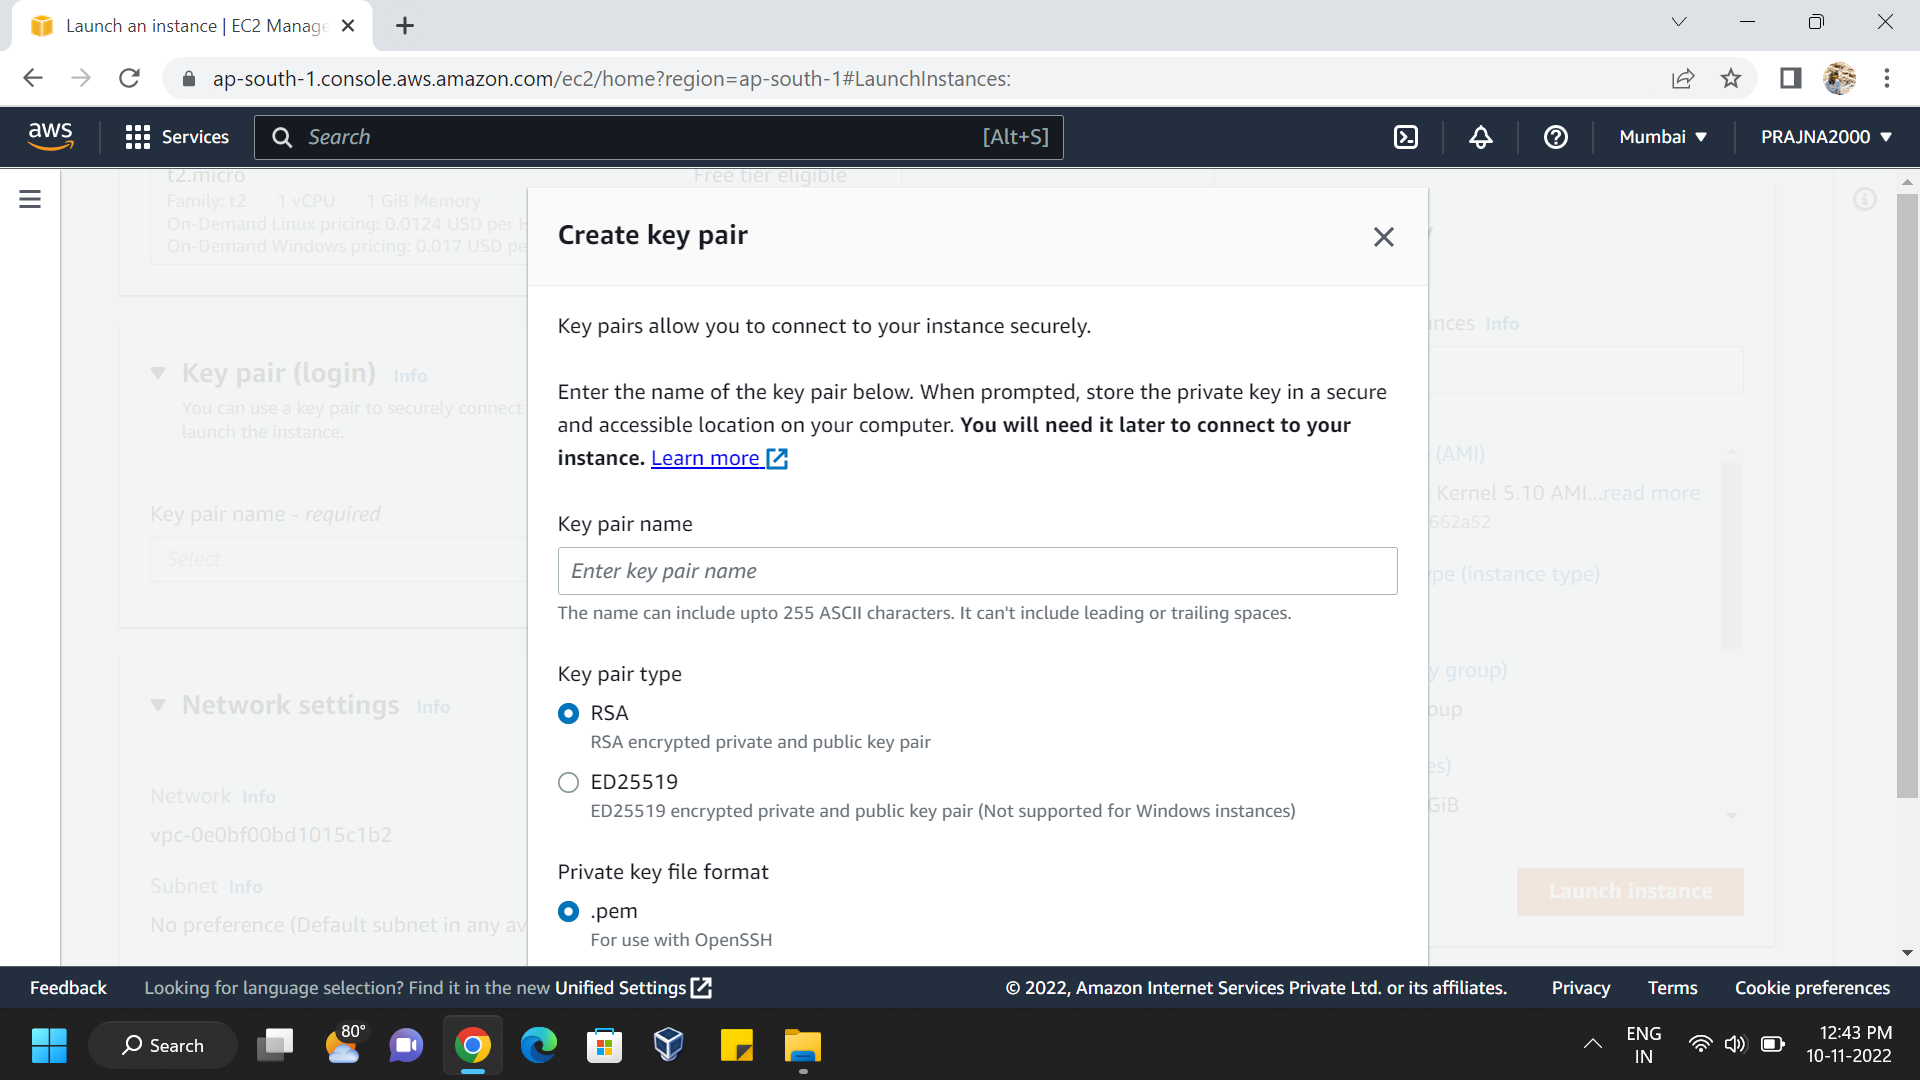 Launch an instance | EC2 Manage
ap-south-1.console.aws.amazon.com/ec2/home?region=ap-south-1#LaunchInstances:
aws
Services
Search
[Alt+S]
Mumbai
PRAJNA2000
t2.micro
Free tier eligible
Family: t2 1 vCPU 1 GiB Memory
On-Demand Linux pricing: 0.0124 USD per H
On-Demand Windows pricing: 0.017 USD pe
Key pair (login) Info
You can use a key pair to securely connect
launch the instance.
Key pair name - required
Select
Network settings Info
Network Info
vpc-0e0bf00bd1015c1b2
Subnet Info
No preference (Default subnet in any av
Create key pair
Key pairs allow you to connect to your instance securely.
Enter the name of the key pair below. When prompted, store the private key in a secure
and accessible location on your computer. You will need it later to connect to your
instance. Learn more
Key pair name
Enter key pair name
The name can include upto 255 ASCII characters. It can't include leading or trailing spaces.
Key pair type
RSA
RSA encrypted private and public key pair
ED25519
ED25519 encrypted private and public key pair (Not supported for Windows instances)
Private key file format
.pem
For use with OpenSSH
ances Info
(AMI)
Kernel 5.10 AMI...read more
662a52
pe (instance type)
y group)
oup
es)
GiB
Launch instance
Feedback
Looking for language selection? Find it in the new Unified Settings
© 2022, Amazon Internet Services Private Ltd. or its affiliates.
Privacy
Terms
Cookie preferences
Search
80°
ENG
IN
12:43 PM
10-11-2022